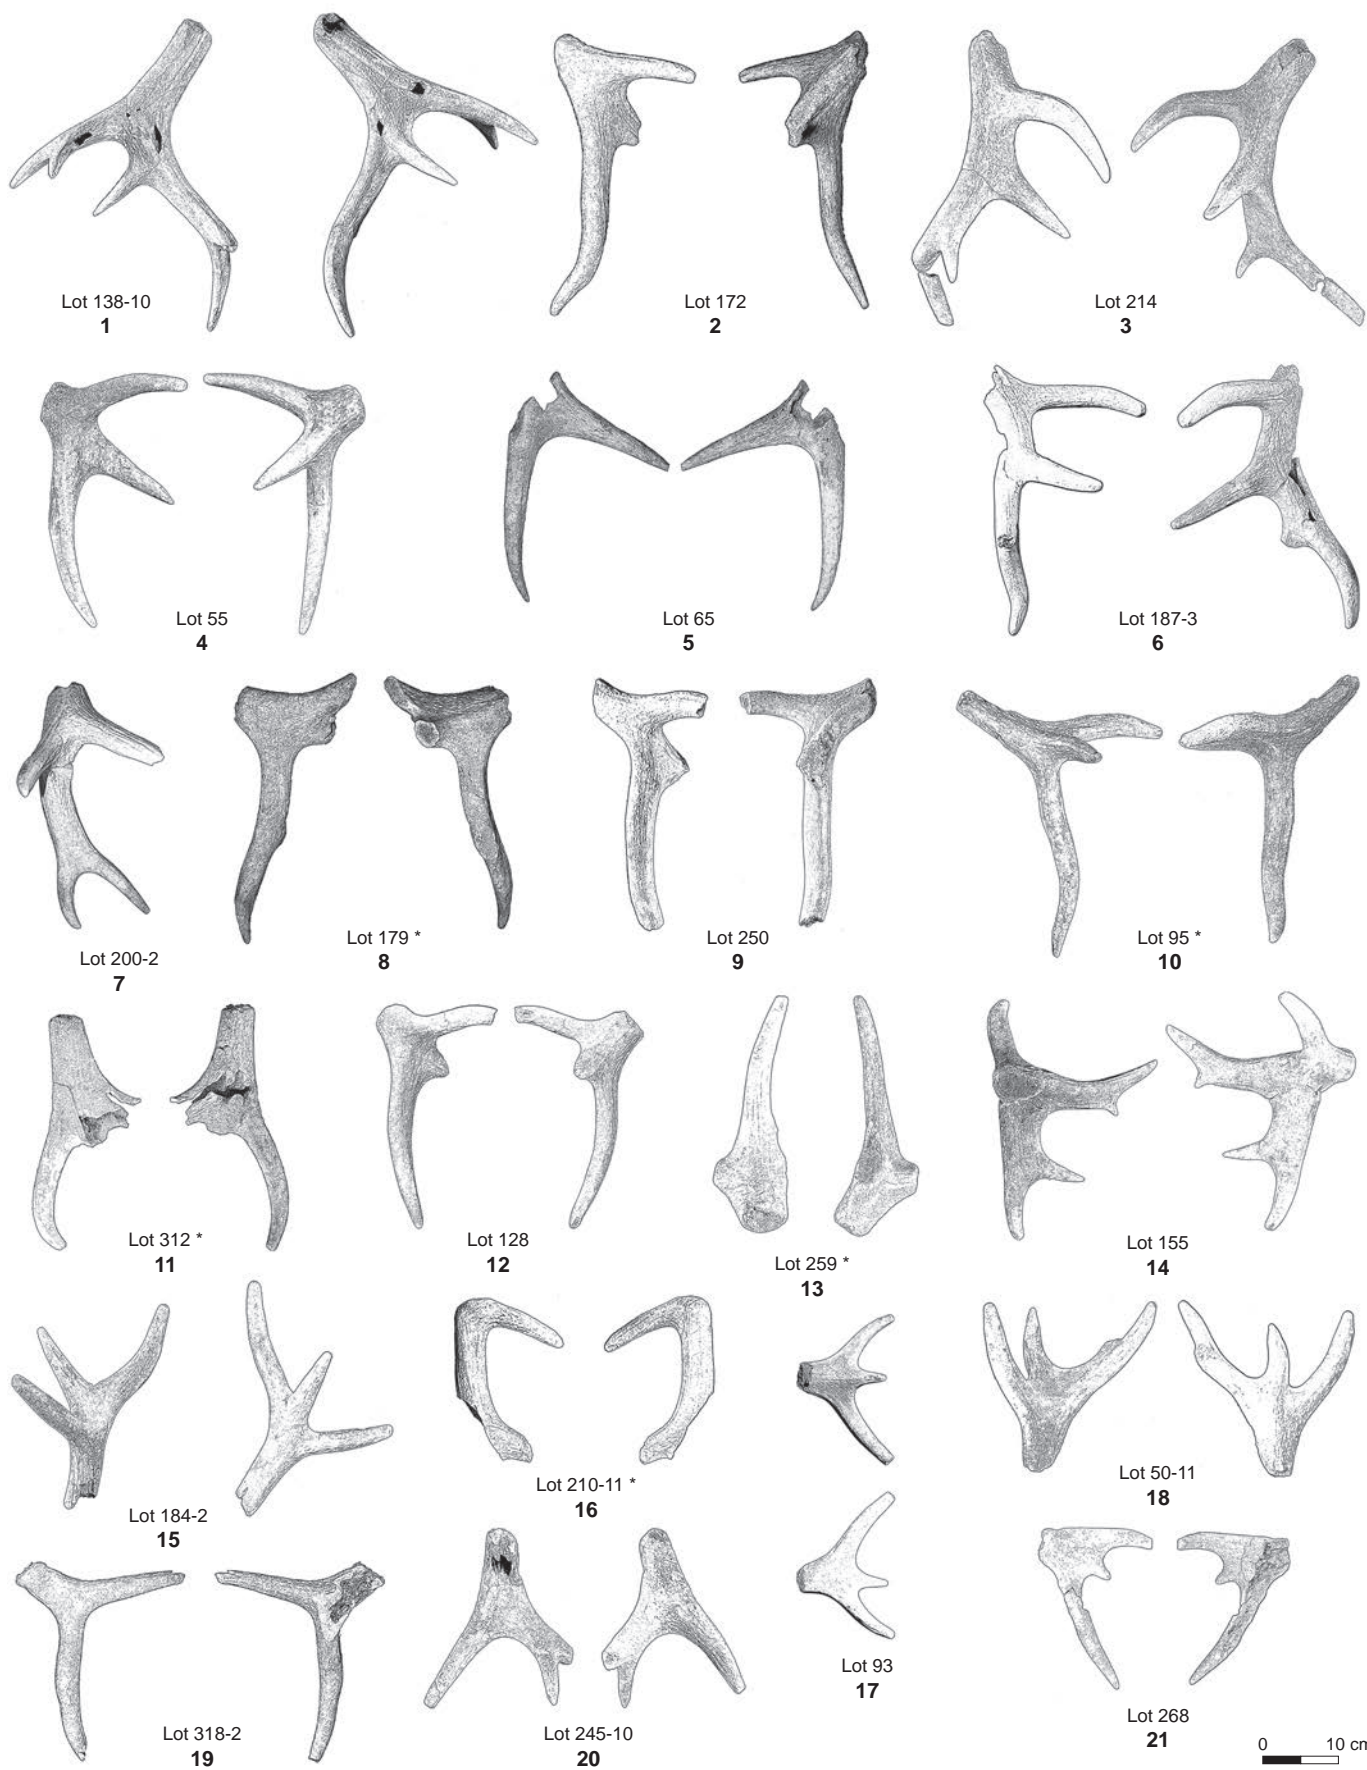 Lot 138-10
1
Lot 172
2
Lot 214
3
Lot 55
4
Lot 65
5
Lot 187-3
6
Lot 200-2
7
Lot 179 *
8
Lot 250
9
Lot 95 *
10
Lot 312 *
11
Lot 128
12
Lot 259 *
13
Lot 155
14
Lot 184-2
15
Lot 210-11 *
16
Lot 93
17
Lot 50-11
18
Lot 318-2
19
Lot 245-10
20
Lot 268
21
0 10 cm